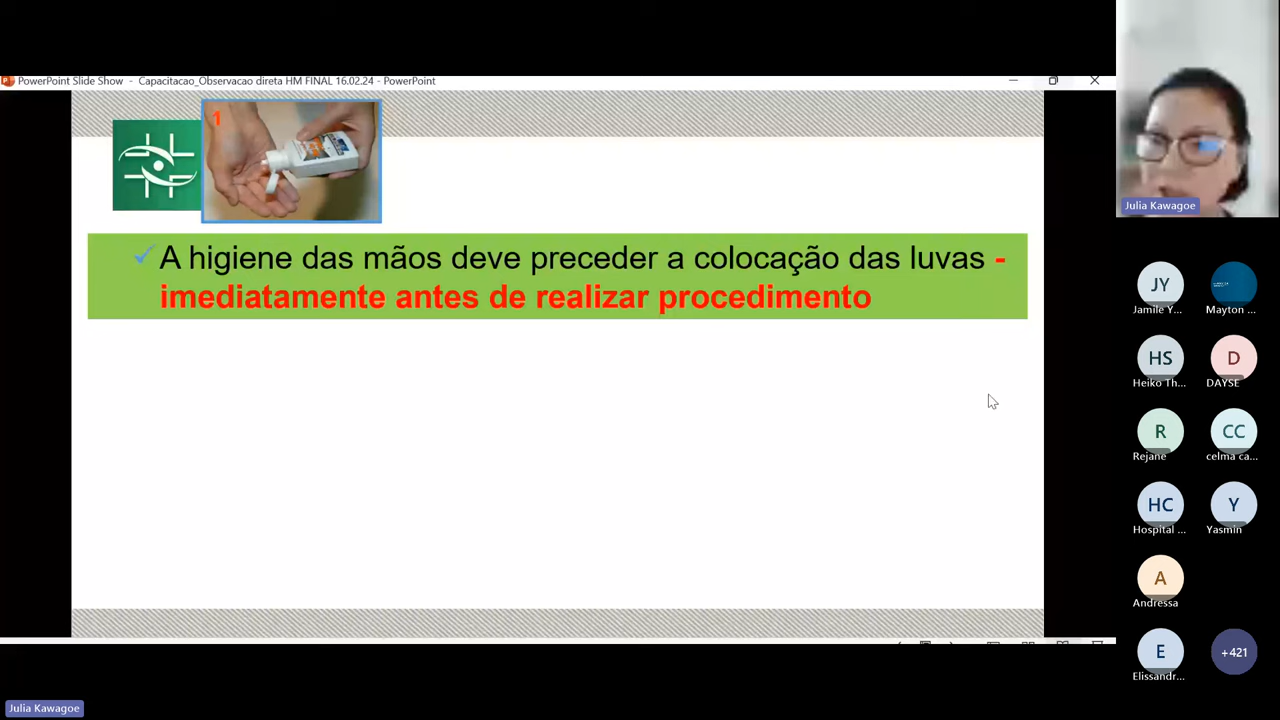 PowerPoint Slide Show - Capacitacao_Observacao direta HM FINAL 16.02.24 - PowerPoint
1
A higiene das mãos deve preceder a colocação das luvas -
imediatamente antes de realizar procedimento
Julia Kawagoe
JY
Jamile Y...
Mayton ...
HS
Heiko Th...
D
DAYSE
R
Rejane
CC
celma ca...
HC
Hospital ...
Y
Yasmin
A
Andressa
E
Elissandr...
+421
Julia Kawagoe